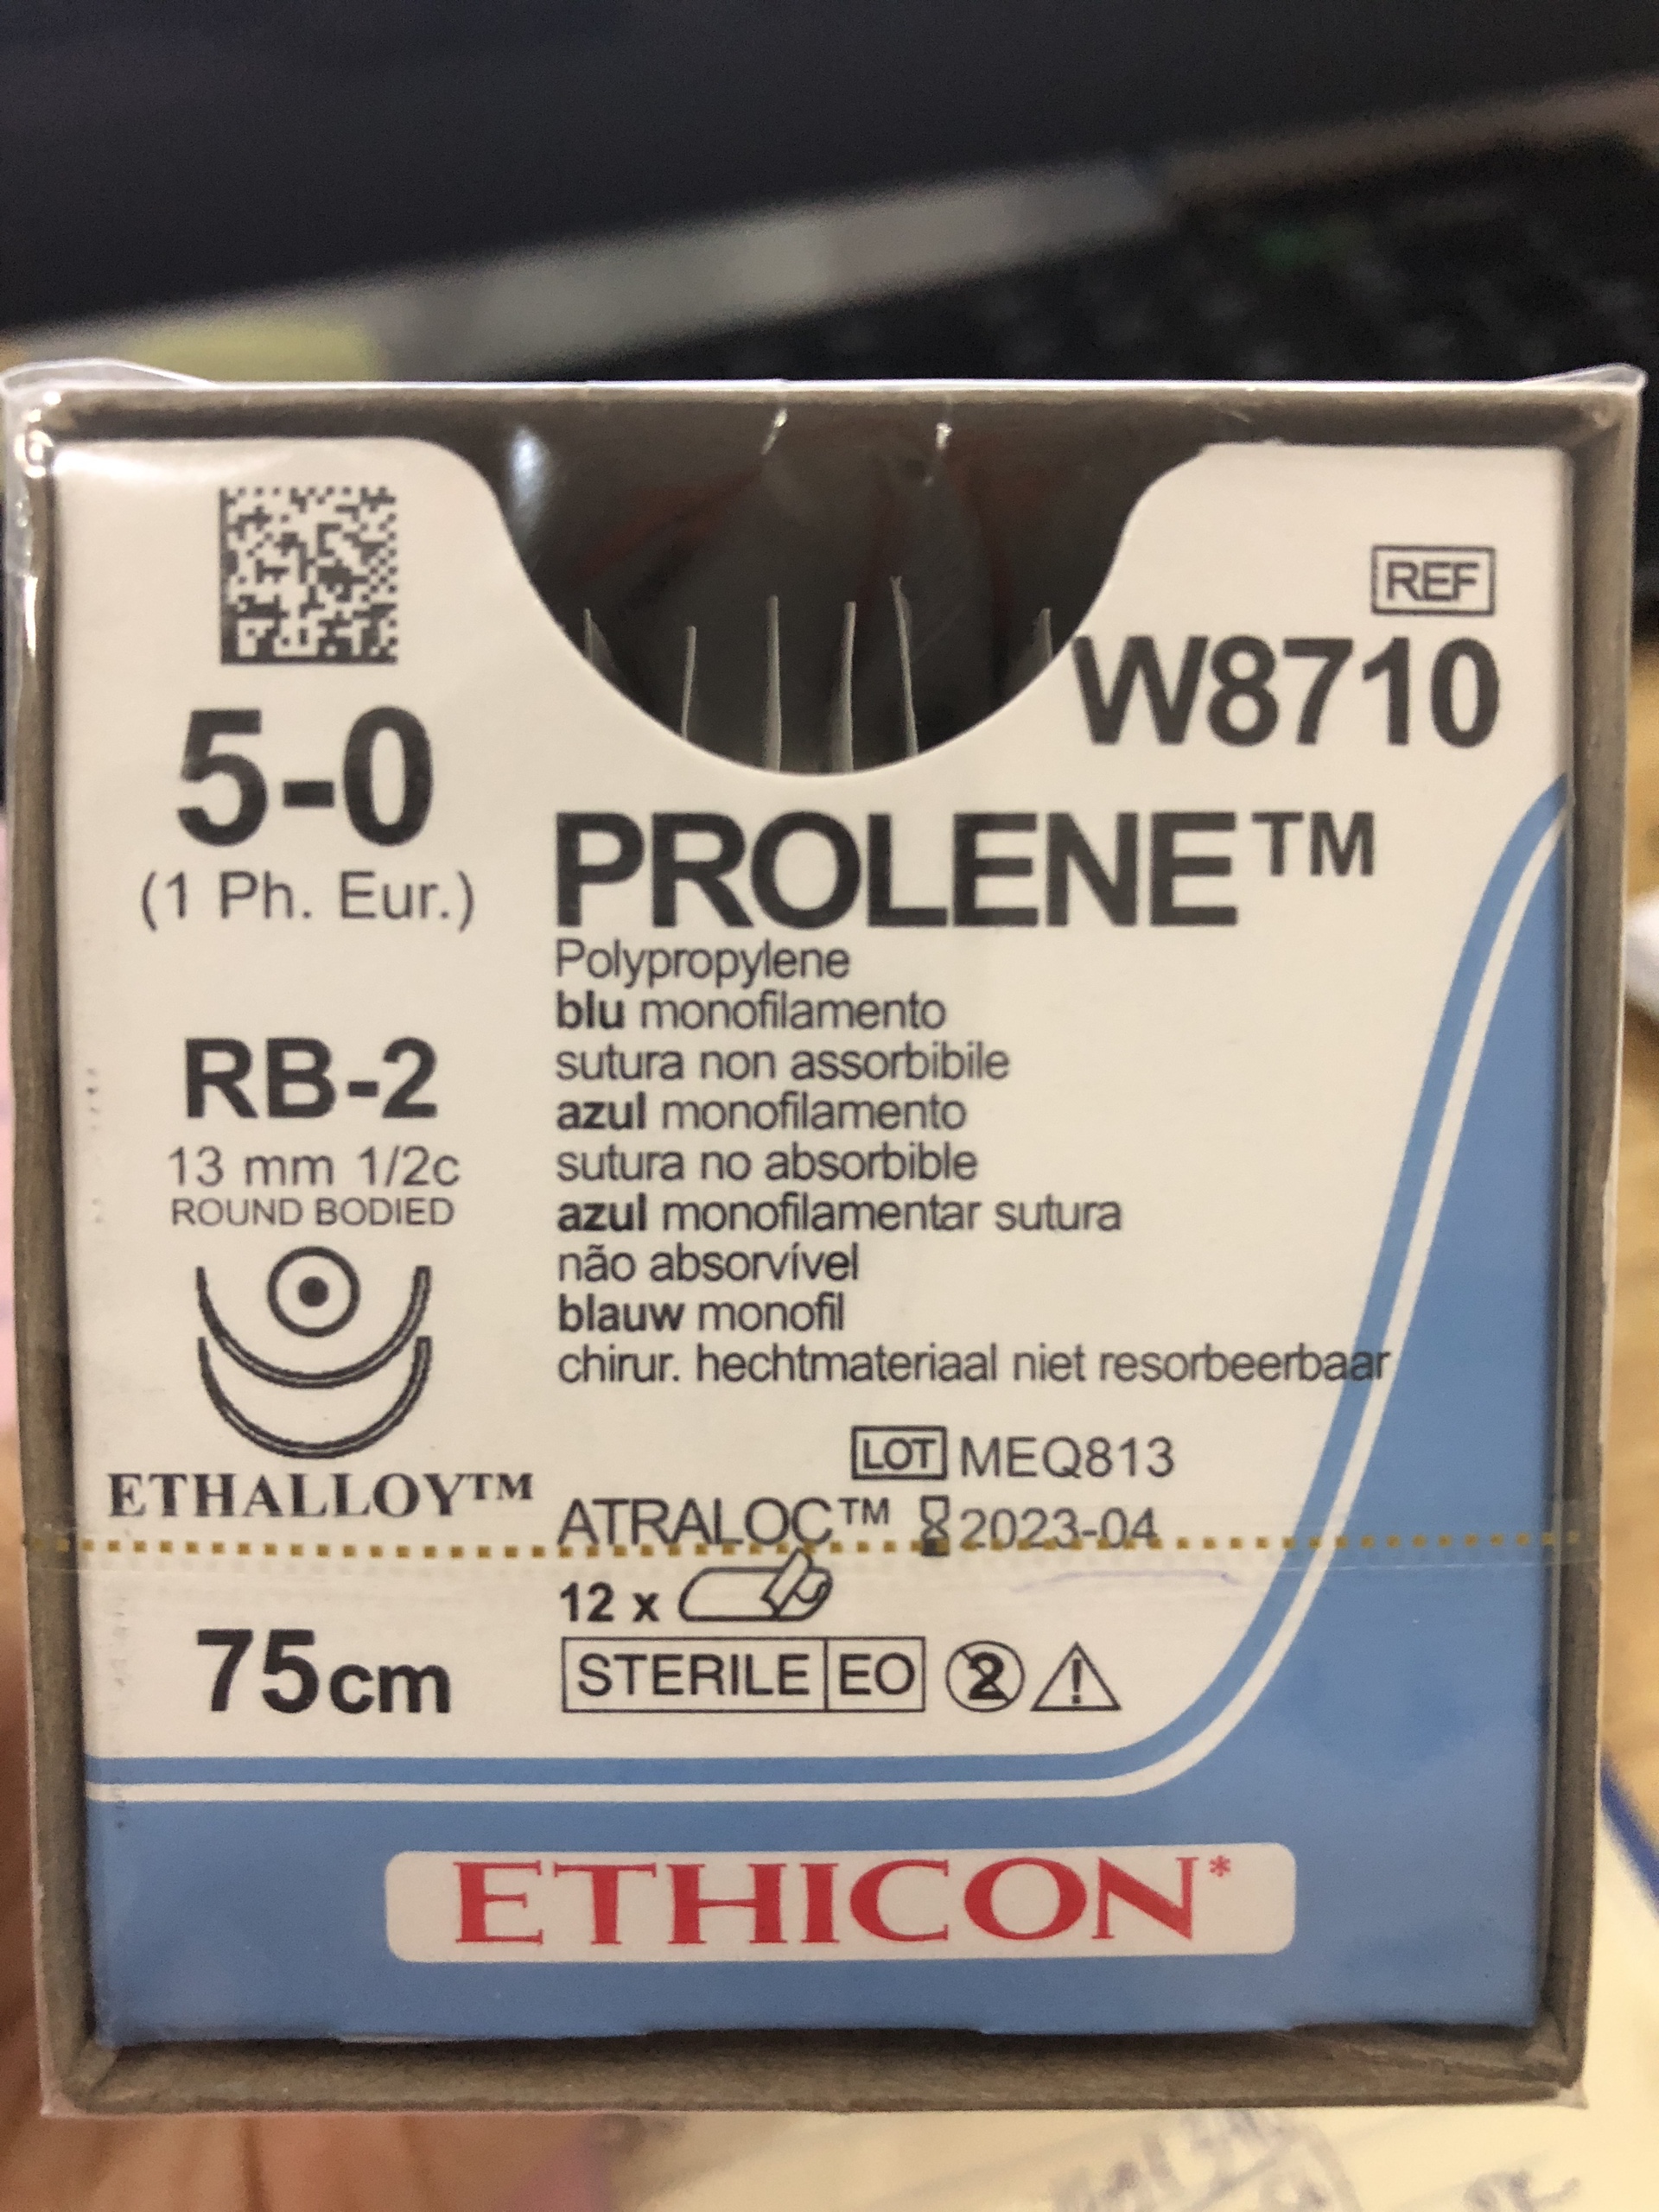 REF
W8710
5-0
(1 Ph. Eur.)
RB-2
13 mm 1/2c
ROUND BODIED
ETHALLOY™
75cm
PROLENE™
Polypropylene
blu monofilamento
sutura non assorbibile
azul monofilamento
sutura no absorbible
azul monofilamentar sutura
não absorvível
blauw monofil
chirur. hechtmateriaal niet resorbeerbaar
LOT MEQ813
ATRALOC™ 2023-04
12 x
STERILE EO 2
ETHICON*